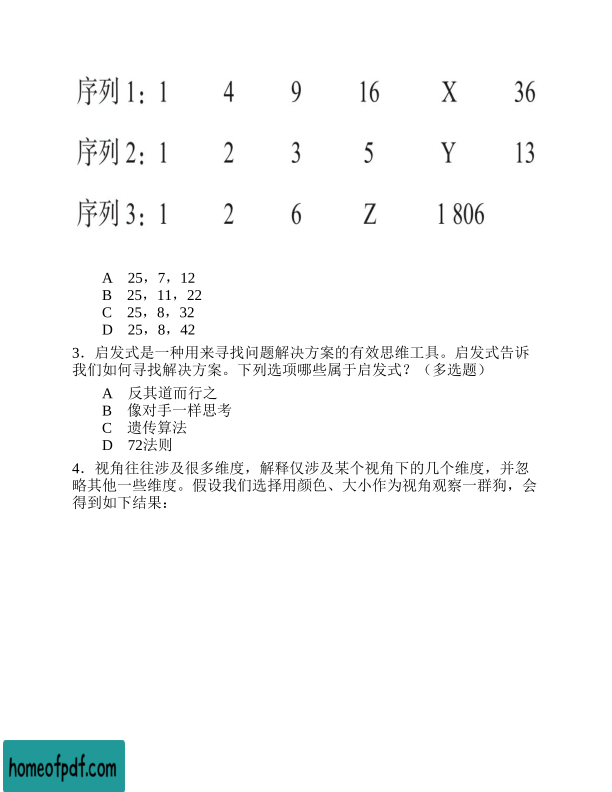 序列 1: 1 4 9 16 X 36
序列 2: 1 2 3 5 Y 13
序列 3: 1 2 6 Z 1 806
A 25，7，12
B 25，11，22
C 25，8，32
D 25，8，42
3．启发式是一种用来寻找问题解决方案的有效思维工具。启发式告诉
我们如何寻找解决方案。下列选项哪些属于启发式？（多选题）
A 反其道而行之
B 像对手一样思考
C 遗传算法
D 72法则
4．视角往往涉及很多维度，解释仅涉及某个视角下的几个维度，并忽
略其他一些维度。假设我们选择用颜色、大小作为视角观察一群狗，会
得到如下结果：
homeofpdf.com